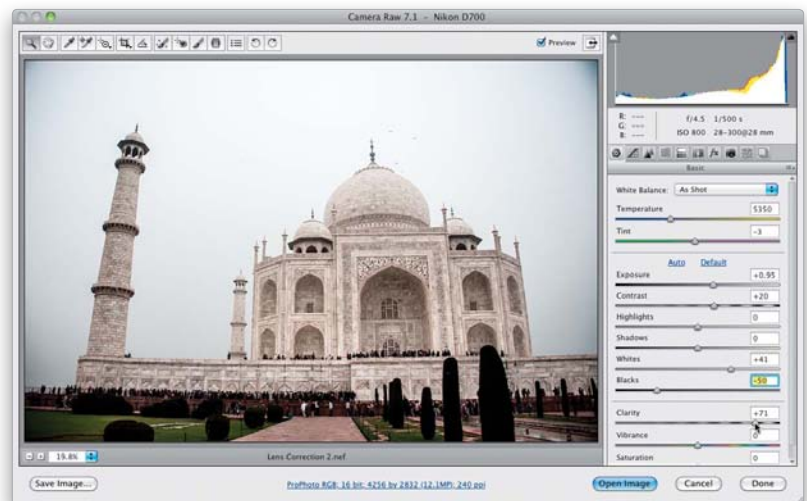 Camera Raw 7.1 – Nikon D700
Preview
R: ---
G: ---
B: ---
f/4.5 1/500 s
ISO 800 28–300@28 mm
Basic
White Balance: As Shot
Temperature 5350
Tint -3
Auto Default
Exposure +0.95
Contrast +20
Highlights 0
Shadows 0
Whites +41
Blacks -50
Clarity +71
Vibrance 0
Saturation 0
19.8% Lens Correction 2.nef
Save Image... ProPhoto RGB; 16 bit; 4256 by 2832 (12.1MP); 240 ppi Open Image Cancel Done